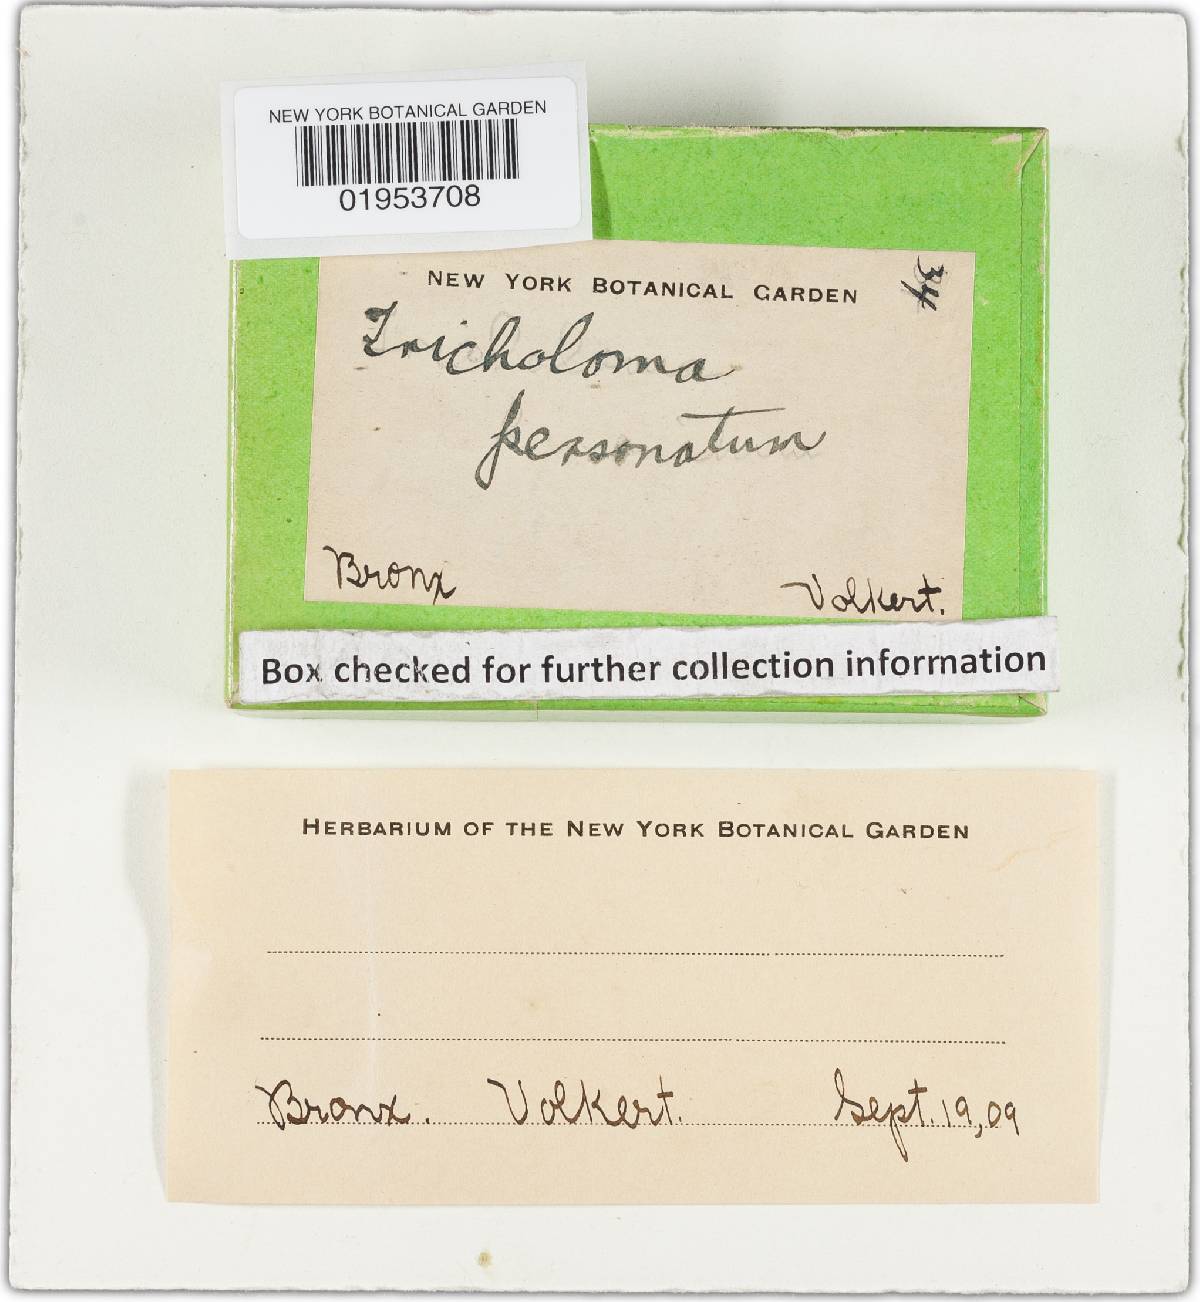 NEW YORK BOTANICAL GARDEN
01953708
NEW YORK BOTANICAL GARDEN
34
Tricholoma
personatum
Bronx Volkert.
Box checked for further collection information
HERBARIUM OF THE NEW YORK BOTANICAL GARDEN
Bronx. Volkert. Sept. 19, 09